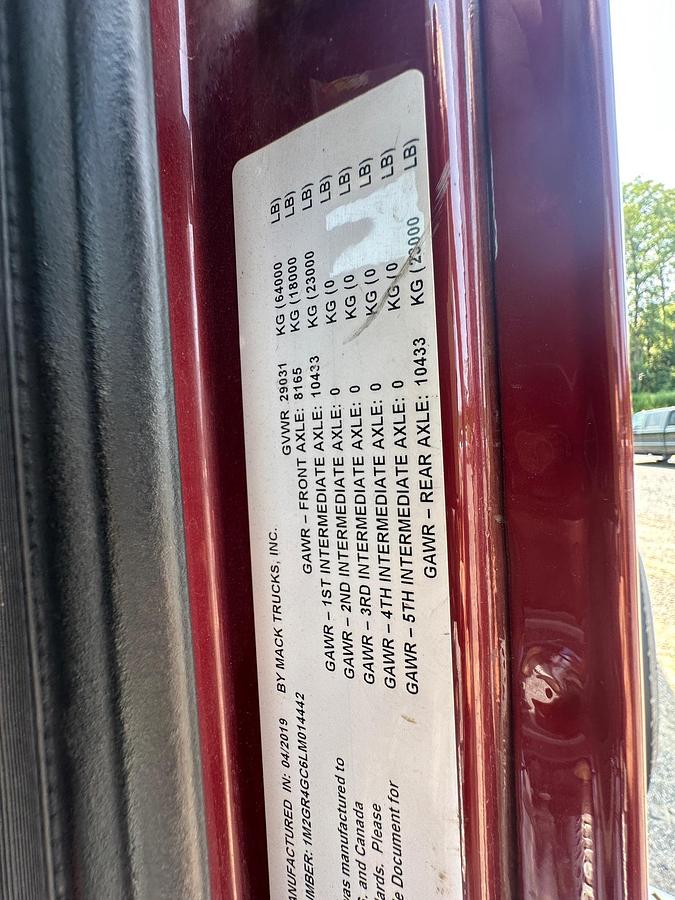 ANUFACTURED IN: 04/2019 BY MACK TRUCKS, INC. GVWR 29031 KG (64000 LB)
UMBER: 1M2GR4GC6LM014442 GAWR - FRONT AXLE: 8165 KG (18000 LB)
GAWR - 1ST INTERMEDIATE AXLE: 10433 KG (23000 LB)
was manufactured to GAWR - 2ND INTERMEDIATE AXLE: 0 KG (0 LB)
. and Canada GAWR - 3RD INTERMEDIATE AXLE: 0 KG (0 LB)
ards. Please GAWR - 4TH INTERMEDIATE AXLE: 0 KG (0 LB)
e Document for GAWR - 5TH INTERMEDIATE AXLE: 0 KG (0 LB)
GAWR - REAR AXLE: 10433 KG (23000 LB)